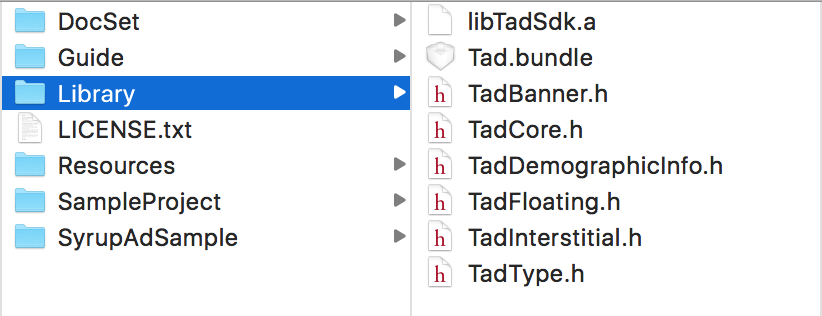 DocSet
Guide
Library
LICENSE.txt
Resources
SampleProject
SyrupAdSample
libTadSdk.a
Tad.bundle
h TadBanner.h
h TadCore.h
h TadDemographicInfo.h
h TadFloating.h
h TadInterstitial.h
h TadType.h